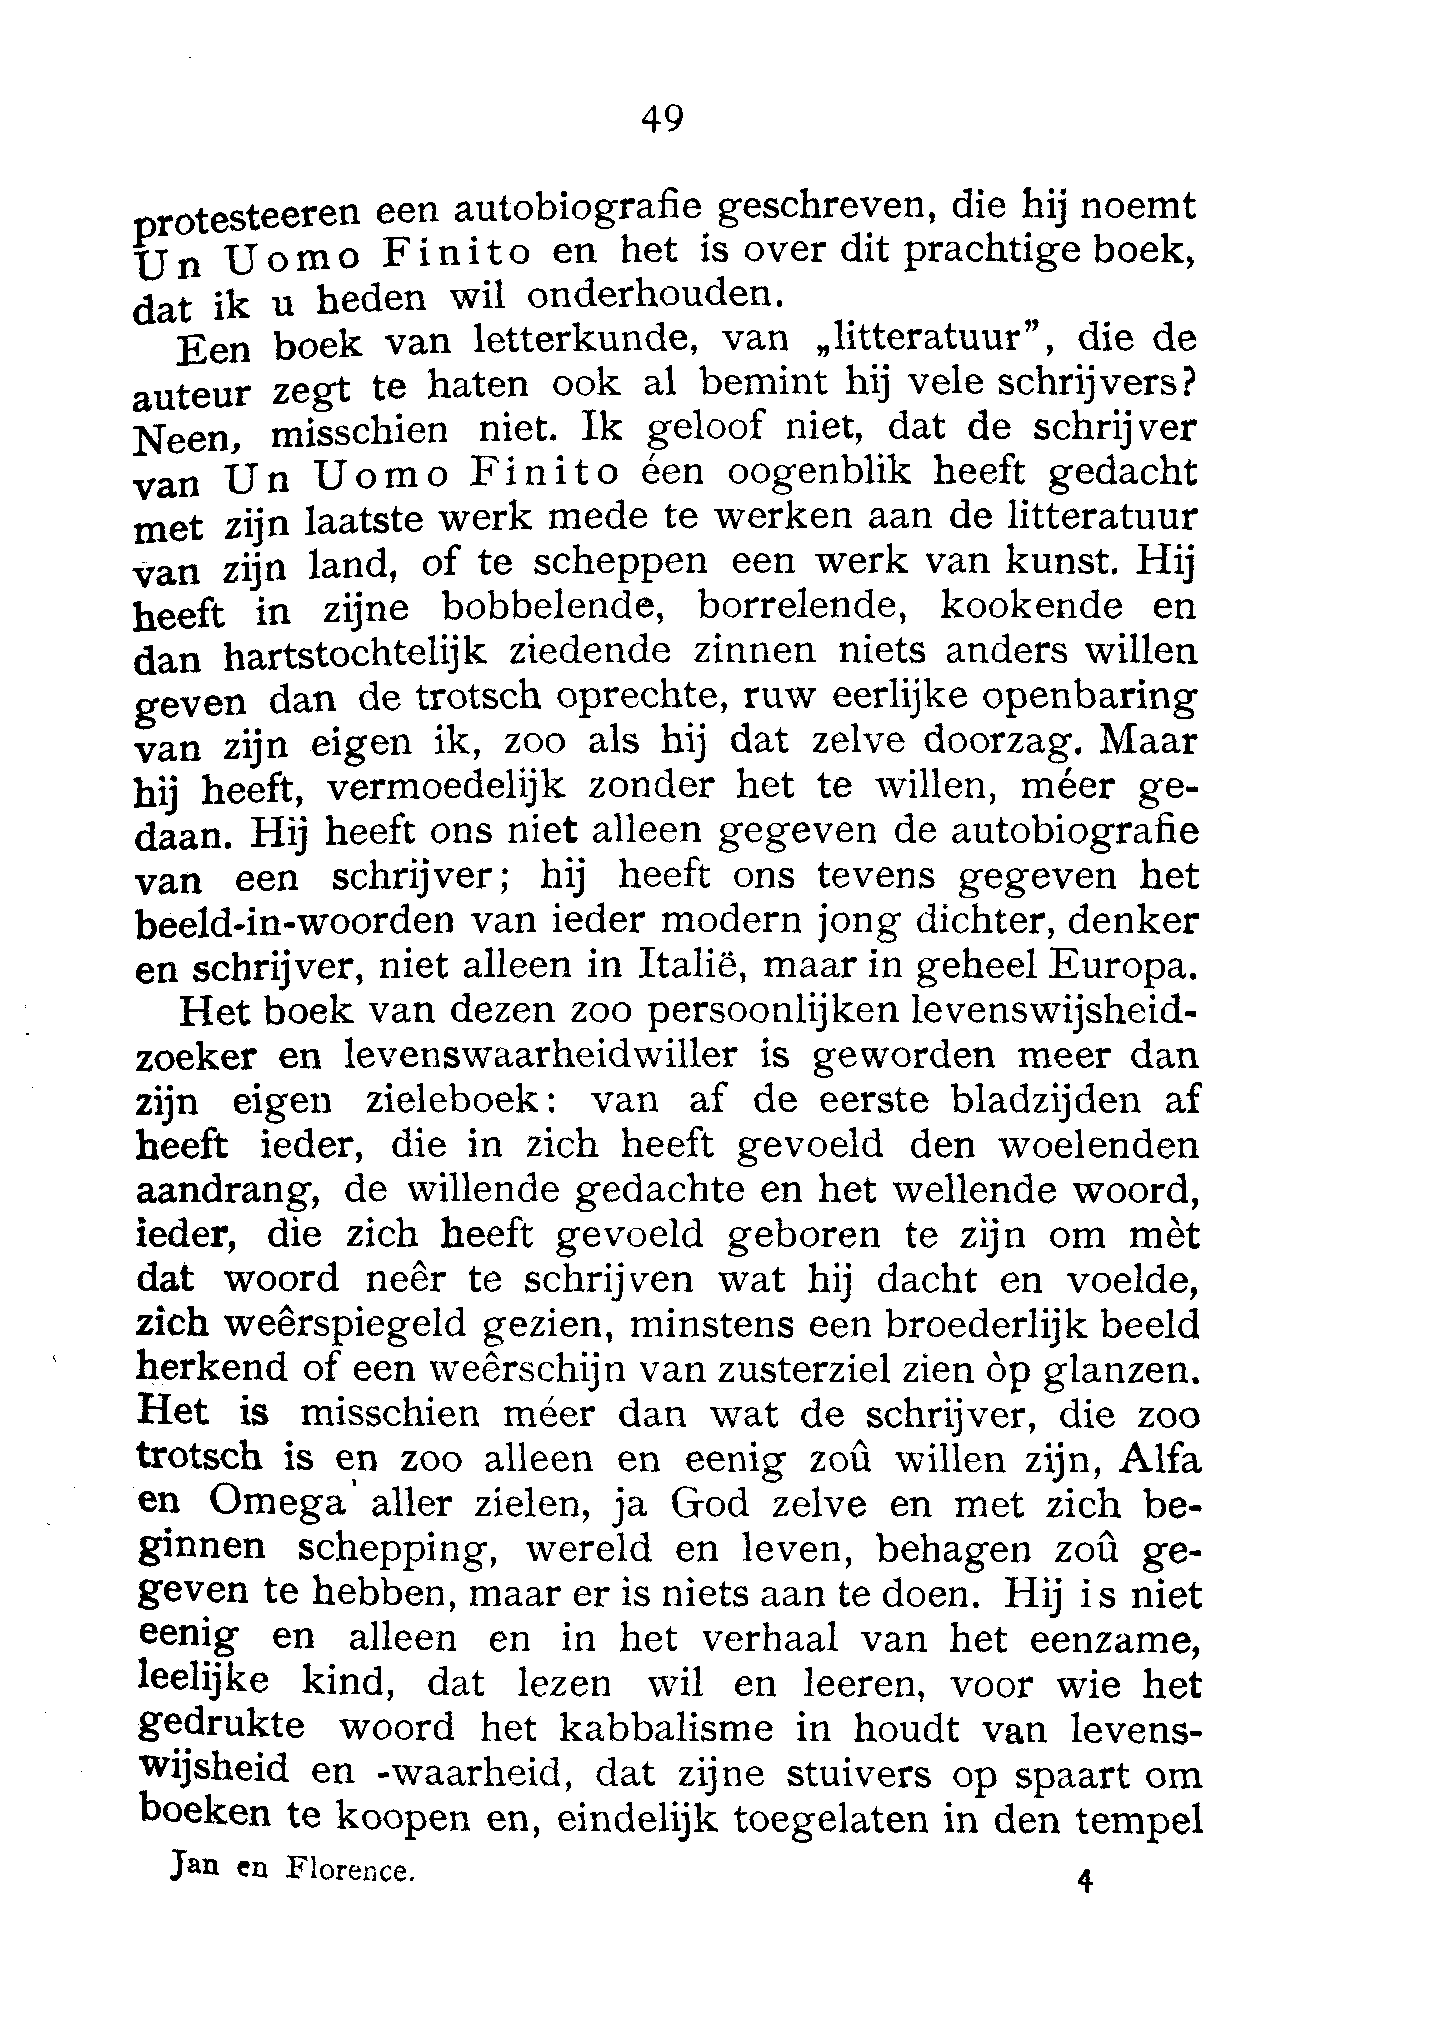 49
protesteeren een autobiografie geschreven, die hij noemt
Un Uomo Finito en het is over dit prachtige boek,
dat ik u heden wil onderhouden.
Een boek van letterkunde, van „litteratuur”, die de
auteur zegt te haten ook al bemint hij vele schrijvers?
Neen, misschien niet. Ik geloof niet, dat de schrijver
van Un Uomo Finito éen oogenblik heeft gedacht
met zijn laatste werk mede te werken aan de litteratuur
van zijn land, of te scheppen een werk van kunst. Hij
heeft in zijne bobbelende, borrelende, kookende en
dan hartstochtelijk ziedende zinnen niets anders willen
geven dan de trotsch oprechte, ruw eerlijke openbaring
van zijn eigen ik, zoo als hij dat zelve doorzag. Maar
hij heeft, vermoedelijk zonder het te willen, méer ge-
daan. Hij heeft ons niet alleen gegeven de autobiografie
van een schrijver; hij heeft ons tevens gegeven het
beeld-in-woorden van ieder modern jong dichter, denker
en schrijver, niet alleen in Italië, maar in geheel Europa.
Het boek van dezen zoo persoonlijken levenswijsheid-
zoeker en levenswaarheidwiller is geworden meer dan
zijn eigen zieleboek: van af de eerste bladzijden af
heeft ieder, die in zich heeft gevoeld den woelenden
aandrang, de willende gedachte en het wellende woord,
ieder, die zich heeft gevoeld geboren te zijn om mèt
dat woord neêr te schrijven wat hij dacht en voelde,
zich weêrspiegeld gezien, minstens een broederlijk beeld
herkend of een weêrschijn van zusterziel zien òp glanzen.
Het is misschien méer dan wat de schrijver, die zoo
trotsch is en zoo alleen en eenig zoû willen zijn, Alfa
en Omega aller zielen, ja God zelve en met zich be-
ginnen schepping, wereld en leven, behagen zoû ge-
geven te hebben, maar er is niets aan te doen. Hij is niet
eenig en alleen en in het verhaal van het eenzame,
leelijke kind, dat lezen wil en leeren, voor wie het
gedrukte woord het kabbalisme in houdt van levens-
wijsheid en -waarheid, dat zijne stuivers op spaart om
boeken te koopen en, eindelijk toegelaten in den tempel
Jan en Florence. 4